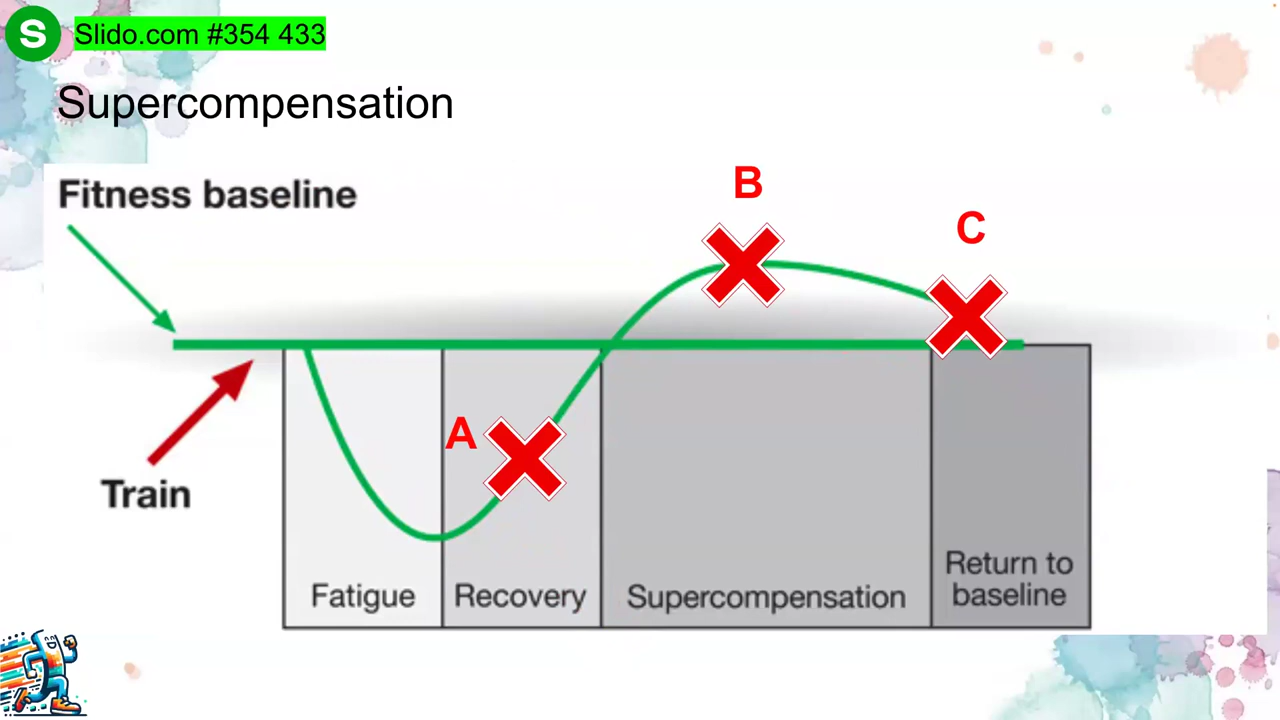 S
Slido.com #354 433
Supercompensation
Fitness baseline
B
C
A
Train
Fatigue
Recovery
Supercompensation
Return to
baseline